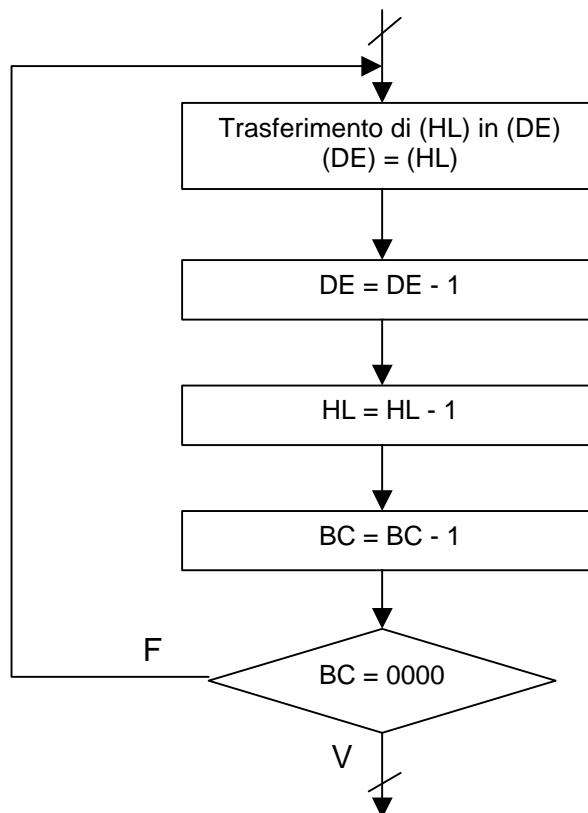 Trasferimento di (HL) in (DE)
(DE) = (HL)
DE = DE - 1
HL = HL - 1
BC = BC - 1
F
BC = 0000
V